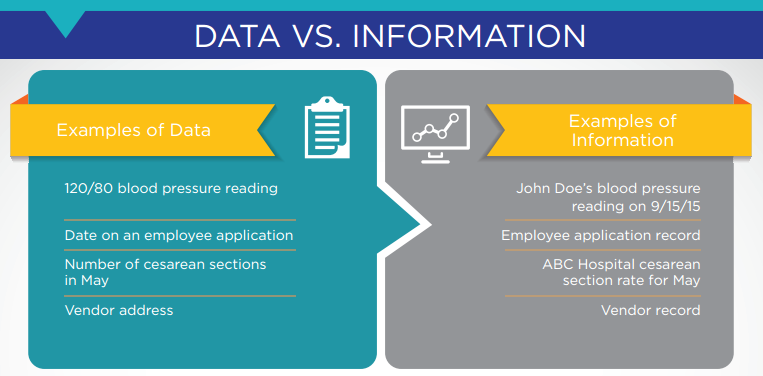 DATA VS. INFORMATION
Examples of Data
120/80 blood pressure reading
Date on an employee application
Number of cesarean sections
in May
Vendor address
Examples of
Information
John Doe's blood pressure
reading on 9/15/15
Employee application record
ABC Hospital cesarean
section rate for May
Vendor record